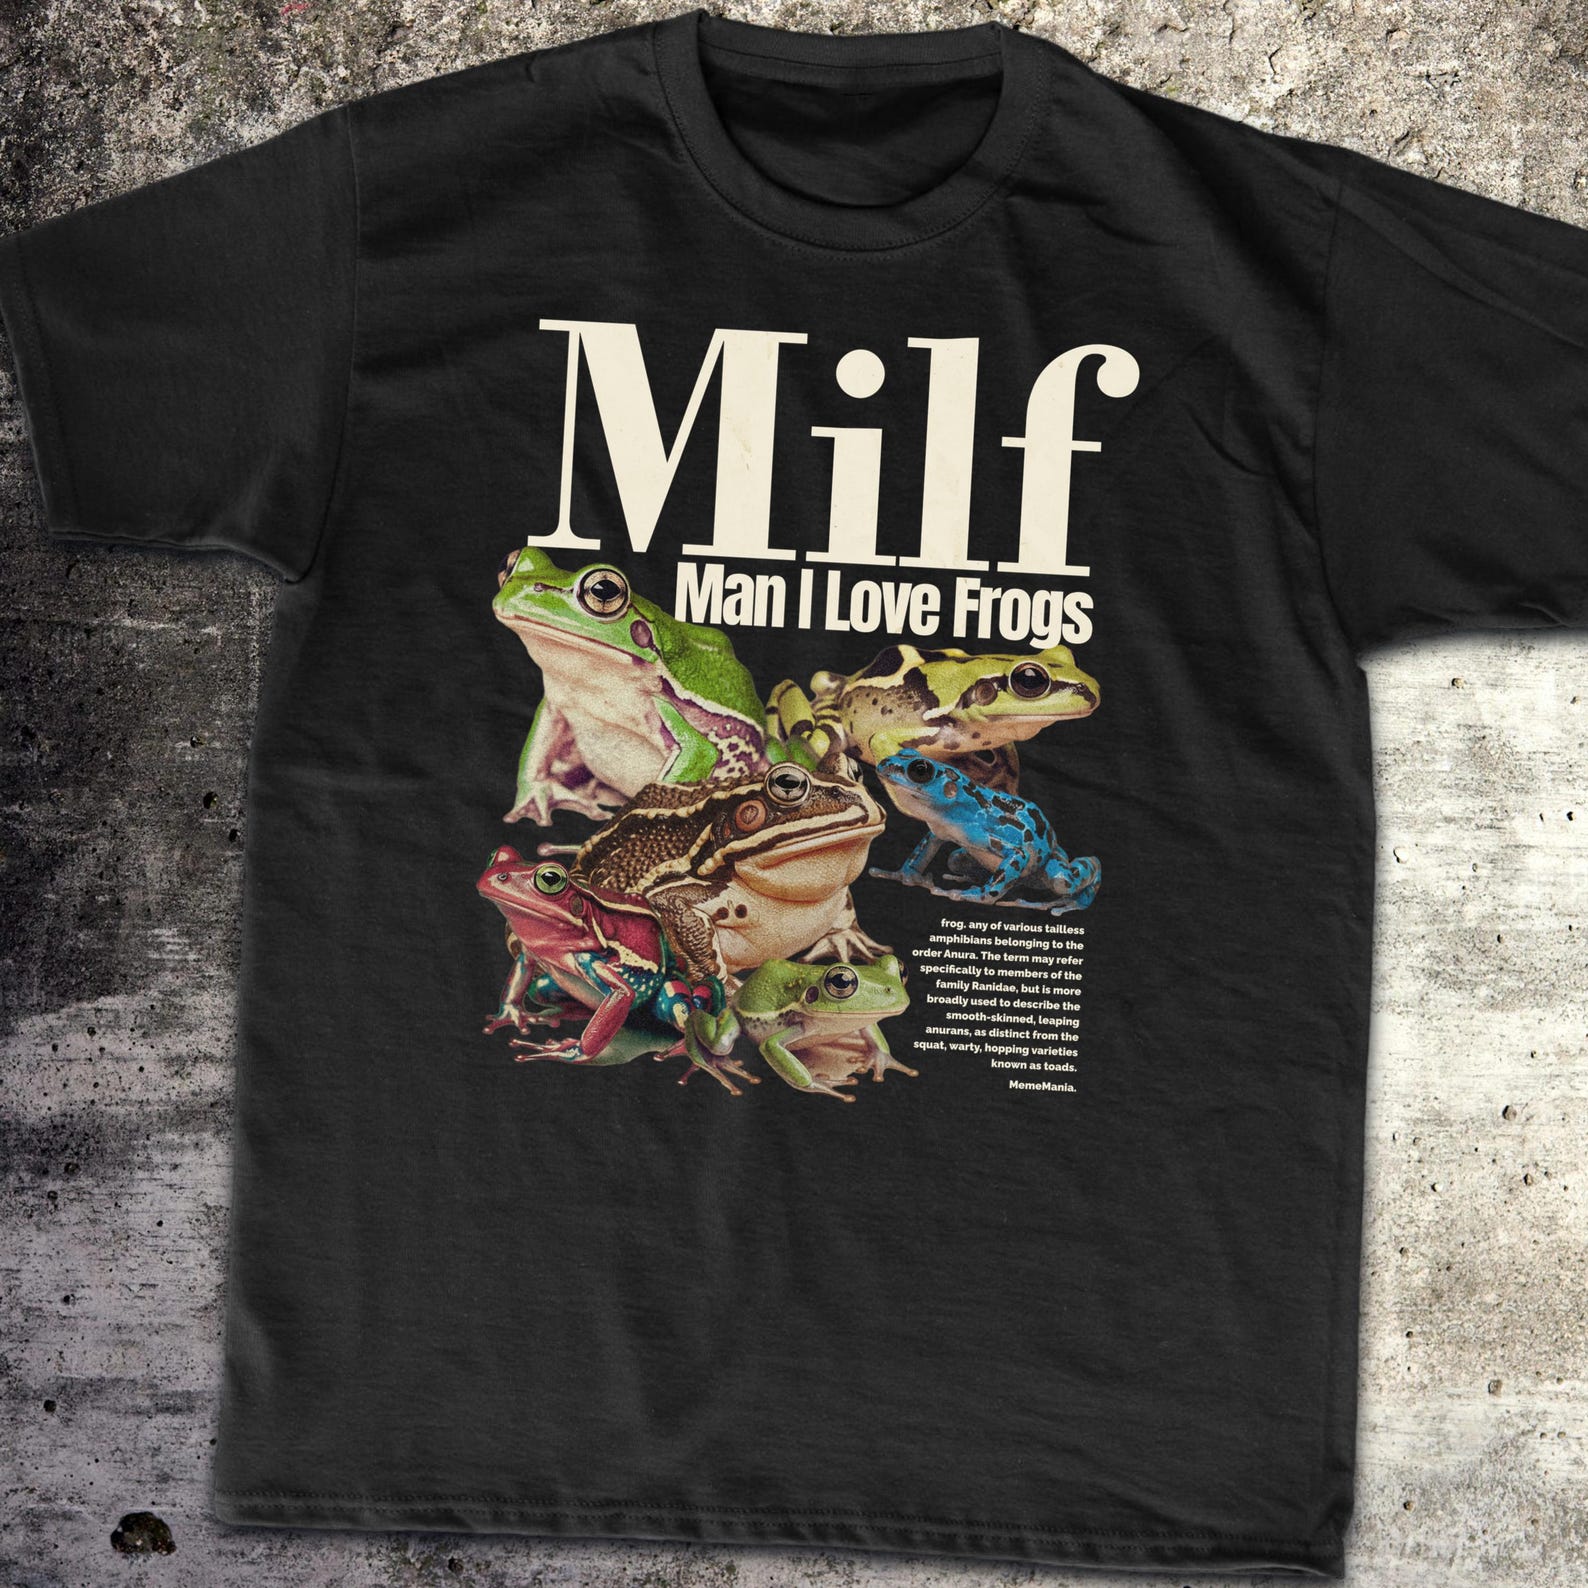 Milf
Man I Love Frogs
frog. any of various tailless
amphibians belonging to the
order Anura. The term may refer
specifically to members of the
family Ranidae, but is more
broadly used to describe the
smooth-skinned, leaping
anurans, as distinct from the
squat, warty, hopping varieties
known as toads.
MemeMania.